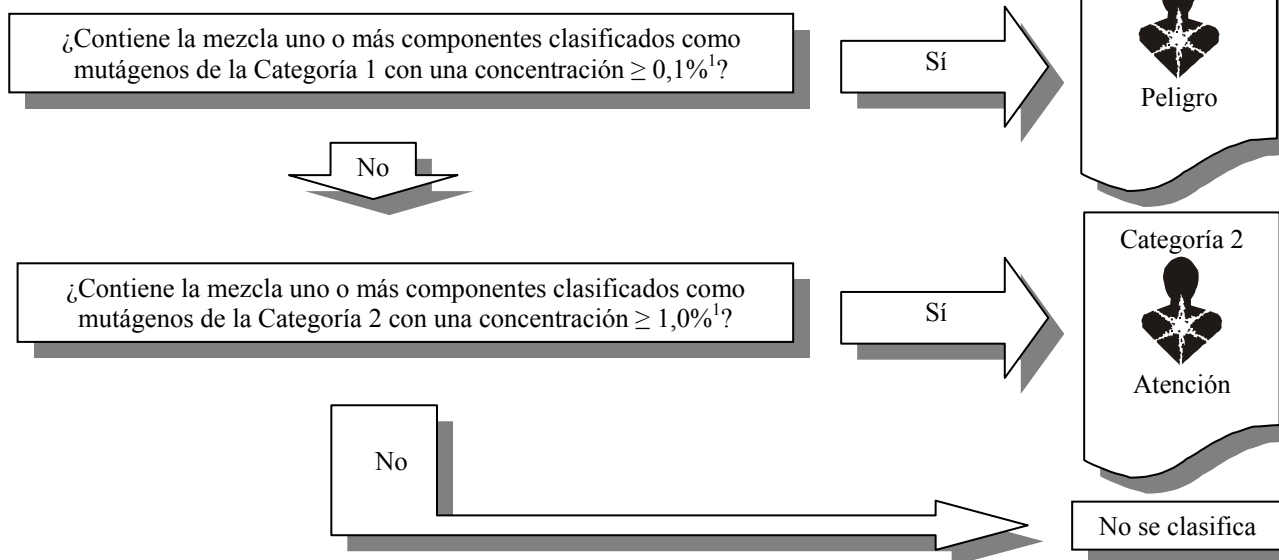 ¿Contiene la mezcla uno o más componentes clasificados como
mutágenos de la Categoría 1 con una concentración ≥ 0,1%¹?
Sí
Peligro
No
¿Contiene la mezcla uno o más componentes clasificados como
mutágenos de la Categoría 2 con una concentración ≥ 1,0%¹?
Sí
Categoría 2
Atención
No
No se clasifica